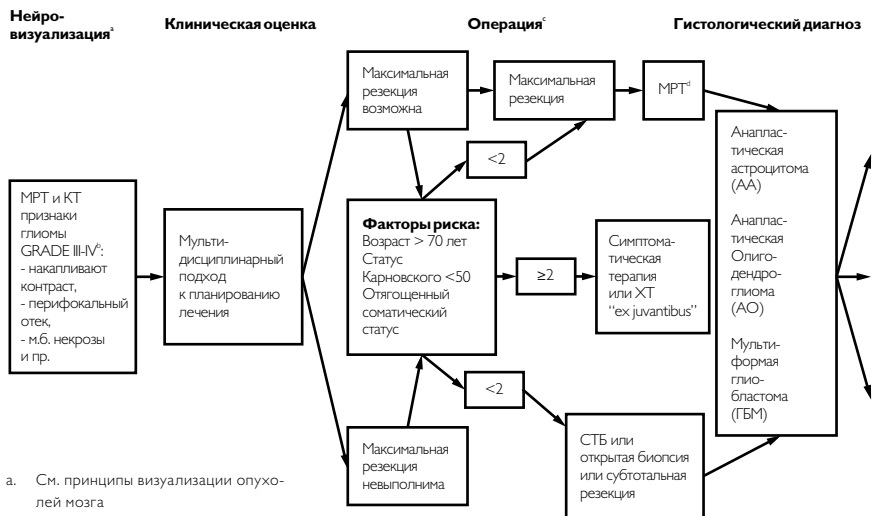 Нейро-
визуализацияª
Клиническая оценка
Операцияᶜ
Гистологический диагноз
МРТ и КТ
признаки
глиомы
GRADE III-IVᵇ:
- накапливают
контраст,
- перифокальный
отек,
- м.б. некрозы
и пр.
Мульти-
дисциплинарный
подход
к планированию
лечения
Максимальная
резекция
возможна
Максимальная
резекция
МРТᵈ
<2
Факторы риска:
Возраст > 70 лет
Статус
Карновского <50
Отягощенный
соматический
статус
≥2
Симптома-
тическая
терапия
или ХТ
“ex juvantibus”
<2
Максимальная
резекция
невыполнима
СТБ или
открытая биопсия
или субтотальная
резекция
Анаплас-
тическая
астроцитома
(АА)
Анаплас-
тическая
Олиго-
дендро-
глиома
(АО)
Мульти-
формая
глио-
бластома
(ГБМ)
a. См. принципы визуализации опухо-
лей мозга